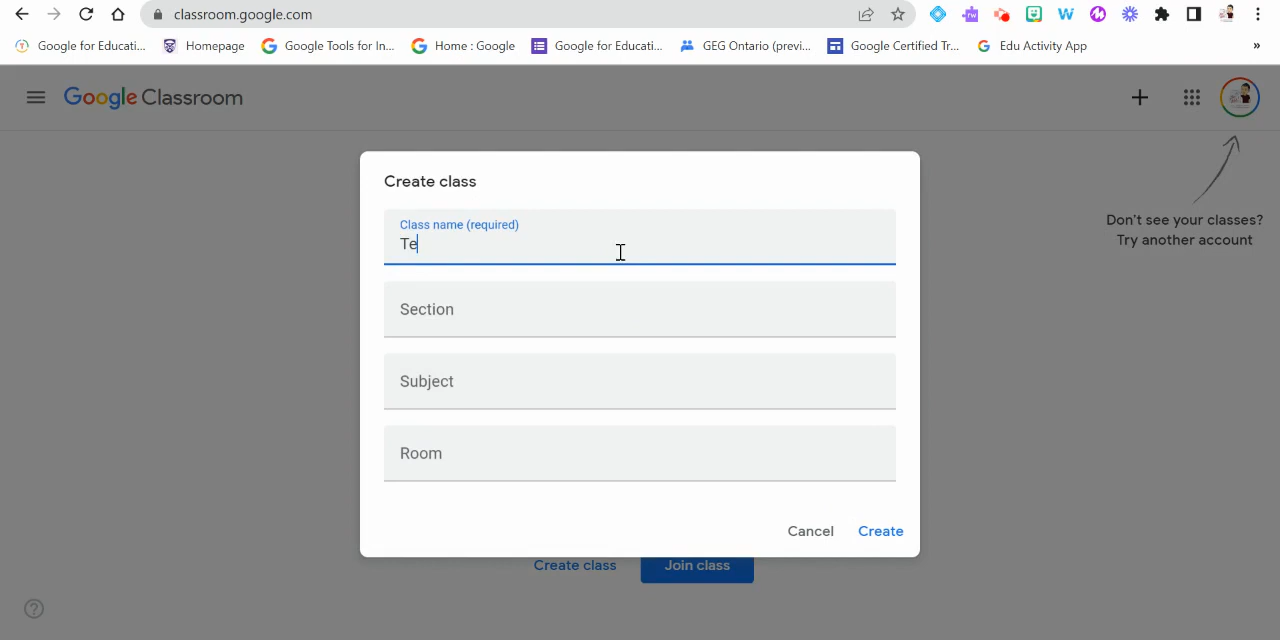 classroom.google.com
Google for Educati... Homepage Google Tools for In... Home : Google Google for Educati... GEG Ontario (previ... Google Certified Tr... Edu Activity App »
Google Classroom
Don't see your classes?
Try another account
Create class
Class name (required)
Te
Section
Subject
Room
Cancel Create
Create class Join class